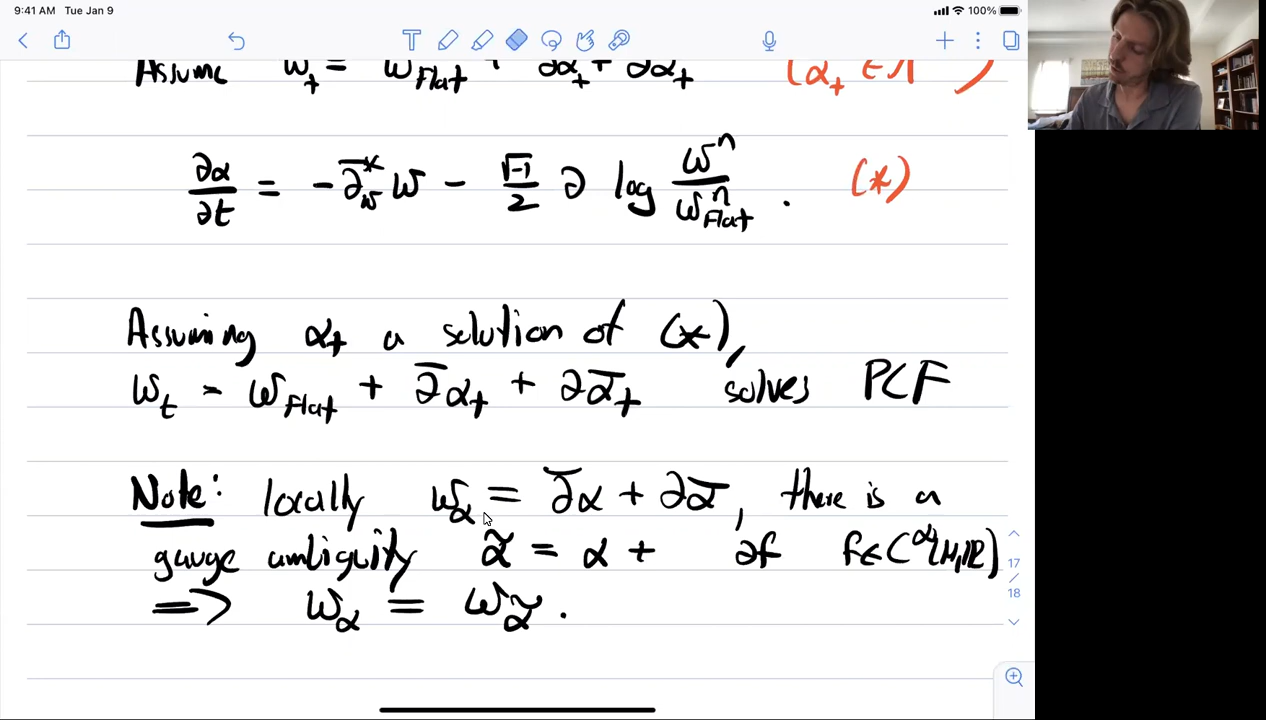 9:41 AM Tue Jan 9 100%
Assume ω_t = ω_Flat + ∂̄α_t + ∂ᾱ_t (α_t ∈ Λ )
∂α/∂t = -∂̄*_ω ω - √-1/2 ∂ log ω^n/ω^n_Flat . (*)
Assuming α_t a solution of (*),
ω_t = ω_Flat + ∂̄α_t + ∂ᾱ_t solves PCF
Note: locally ω_α = ∂̄α + ∂ᾱ, there is a
gauge ambiguity α̃ = α + ∂f f ∈ C^∞(M,ℝ)
⇒ ω_α = ω_α̃ .
17
/
18